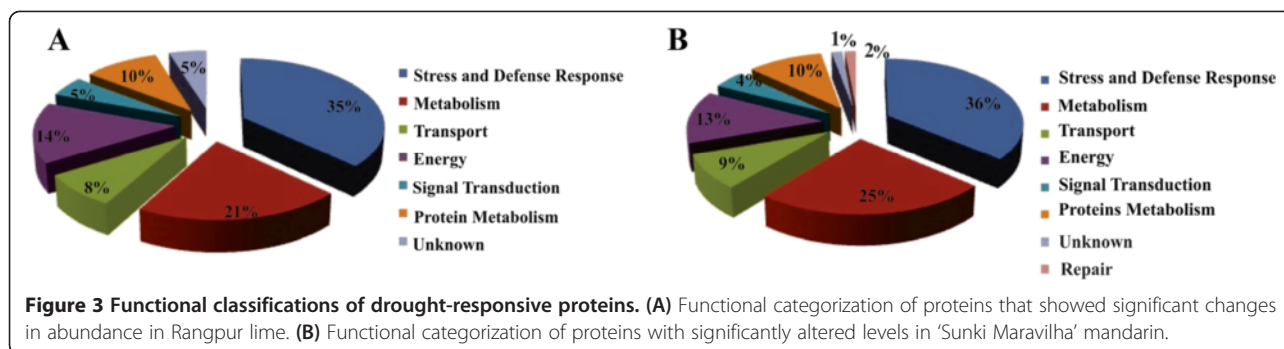 A
B
5%
10%
5%
14%
8%
21%
35%
Stress and Defense Response
Metabolism
Transport
Energy
Signal Transduction
Protein Metabolism
Unknown
1%
2%
10%
4%
13%
9%
25%
36%
Stress and Defense Response
Metabolism
Transport
Energy
Signal Transduction
Proteins Metabolism
Unknown
Repair
Figure 3 Functional classifications of drought-responsive proteins. (A) Functional categorization of proteins that showed significant changes
in abundance in Rangpur lime. (B) Functional categorization of proteins with significantly altered levels in ‘Sunki Maravilha’ mandarin.